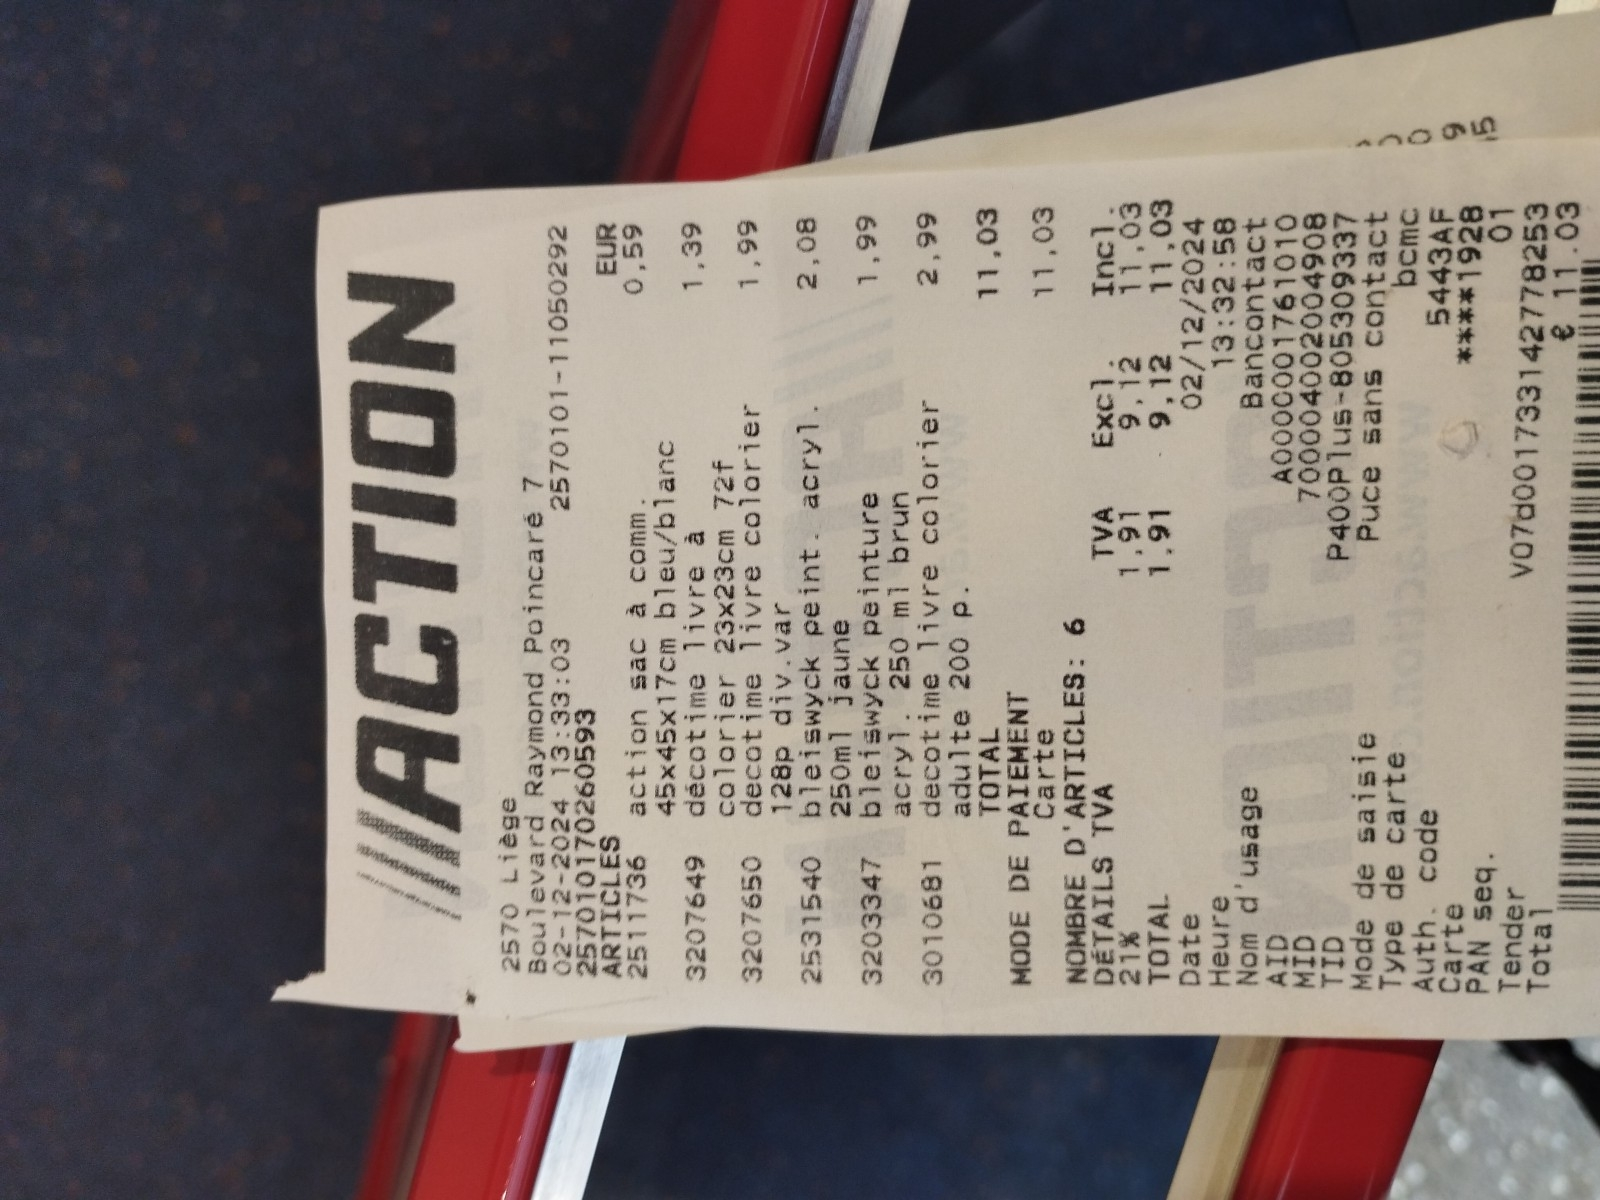 ACTION
2570 Liège
Boulevard Raymond Poincaré 7
02-12-2024 13:33:03 2570101-11050292
2570101702605​93
ARTICLES EUR
2511736 action sac à comm. 0,59
45x45x17cm bleu/blanc
3207649 décotime livre à 1,39
colorier 23x23cm 72f
3207650 decotime livre colorier 1,99
128p div.var
2531540 bleiswyck peint. acryl. 2,08
250ml jaune
3203347 bleiswyck peinture 1,99
acryl. 250 ml brun
3010681 decotime livre colorier 2,99
adulte 200 p.
TOTAL 11,03
MODE DE PAIEMENT
Carte 11,03
NOMBRE D'ARTICLES: 6
DÉTAILS TVA TVA Excl. Incl.
21% 1,91 9,12 11,03
TOTAL 1,91 9,12 11,03
Date 02/12/2024
Heure 13:32:58
Nom d'usage Bancontact
AID A0000001761010
MID 700004002004908
TID P400Plus-805309337
Mode de saisie Puce sans contact
Type de carte bcmc
Auth. code 5443AF
Carte ****1928
PAN seq. 01
Tender V07d001733142778253
Total € 11.03